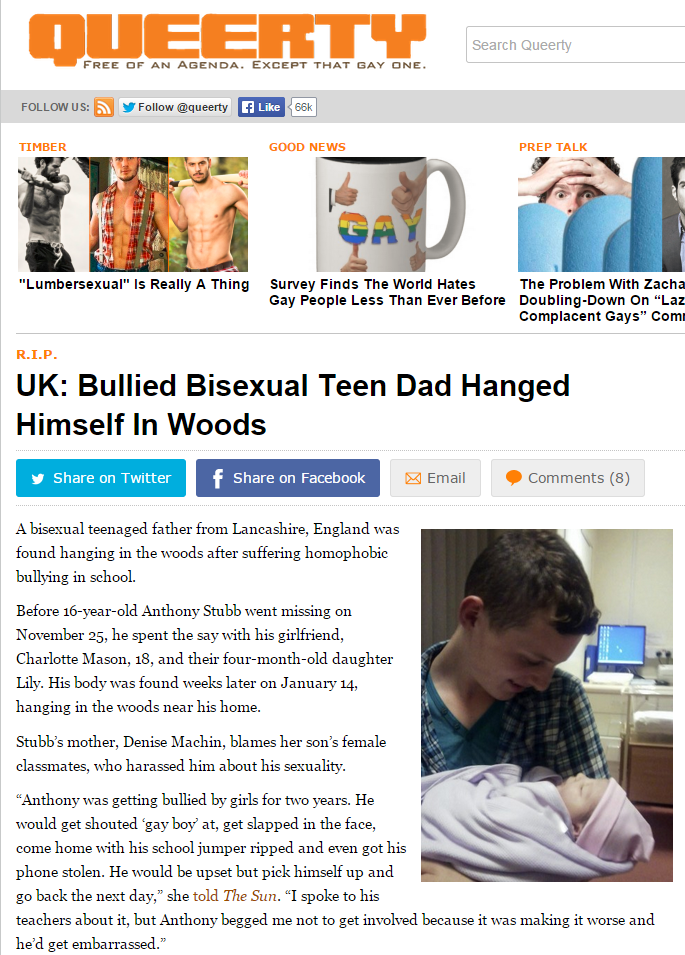 QUEERTY
FREE OF AN AGENDA. EXCEPT THAT GAY ONE.
Search Queerty
FOLLOW US:
Follow @queerty
Like
66k
TIMBER
GOOD NEWS
PREP TALK
GAY
"Lumbersexual" Is Really A Thing
Survey Finds The World Hates
Gay People Less Than Ever Before
The Problem With Zacha
Doubling-Down On “Laz
Complacent Gays” Com
R.I.P.
UK: Bullied Bisexual Teen Dad Hanged
Himself In Woods
Share on Twitter
Share on Facebook
Email
Comments (8)
A bisexual teenaged father from Lancashire, England was
found hanging in the woods after suffering homophobic
bullying in school.
Before 16-year-old Anthony Stubb went missing on
November 25, he spent the say with his girlfriend,
Charlotte Mason, 18, and their four-month-old daughter
Lily. His body was found weeks later on January 14,
hanging in the woods near his home.
Stubb’s mother, Denise Machin, blames her son’s female
classmates, who harassed him about his sexuality.
“Anthony was getting bullied by girls for two years. He
would get shouted ‘gay boy’ at, get slapped in the face,
come home with his school jumper ripped and even got his
phone stolen. He would be upset but pick himself up and
go back the next day,” she told The Sun. “I spoke to his
teachers about it, but Anthony begged me not to get involved because it was making it worse and
he’d get embarrassed.”